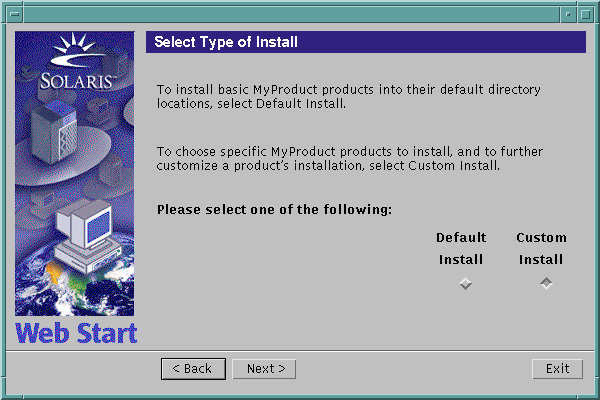 Select Type of Install
SOLARIS™
To install basic MyProduct products into their default directory
locations, select Default Install.
To choose specific MyProduct products to install, and to further
customize a product's installation, select Custom Install.
Please select one of the following:
Default Custom
Install Install
Web Start
< Back Next > Exit